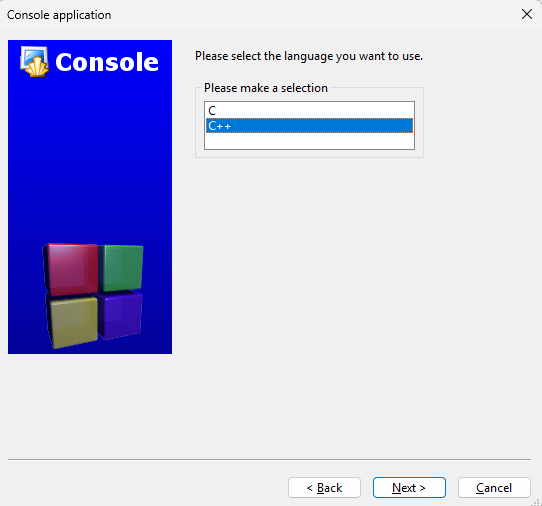 Console application
Console
Please select the language you want to use.
Please make a selection
C
C++
< Back
Next >
Cancel